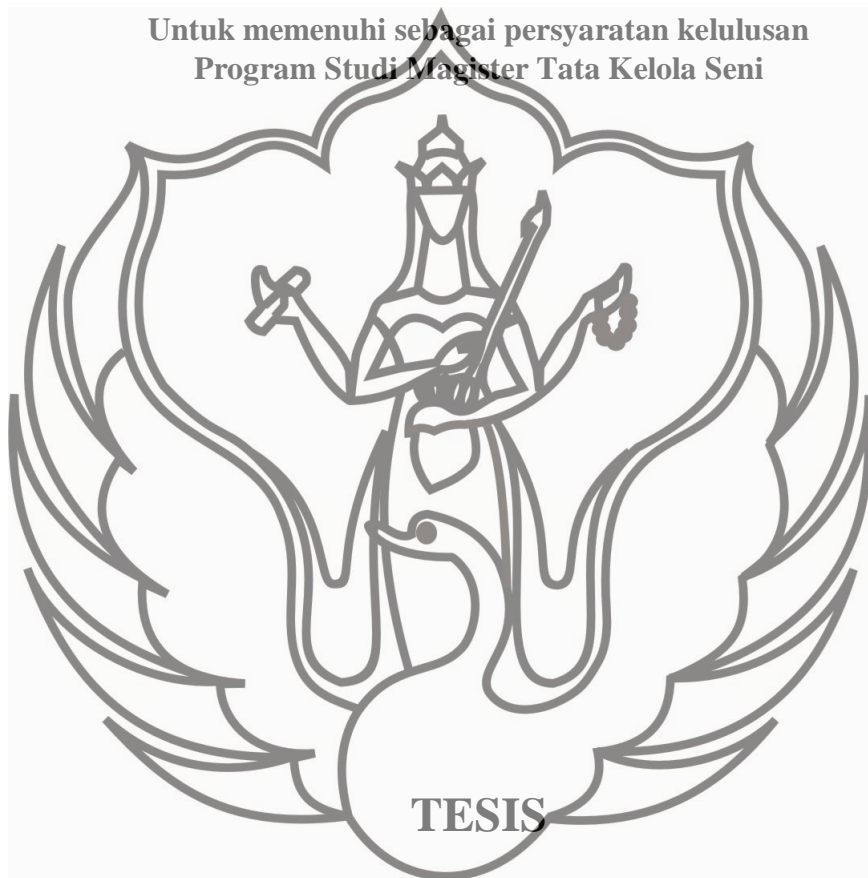 Untuk memenuhi sebagai persyaratan kelulusan
Program Studi Magister Tata Kelola Seni
TESIS